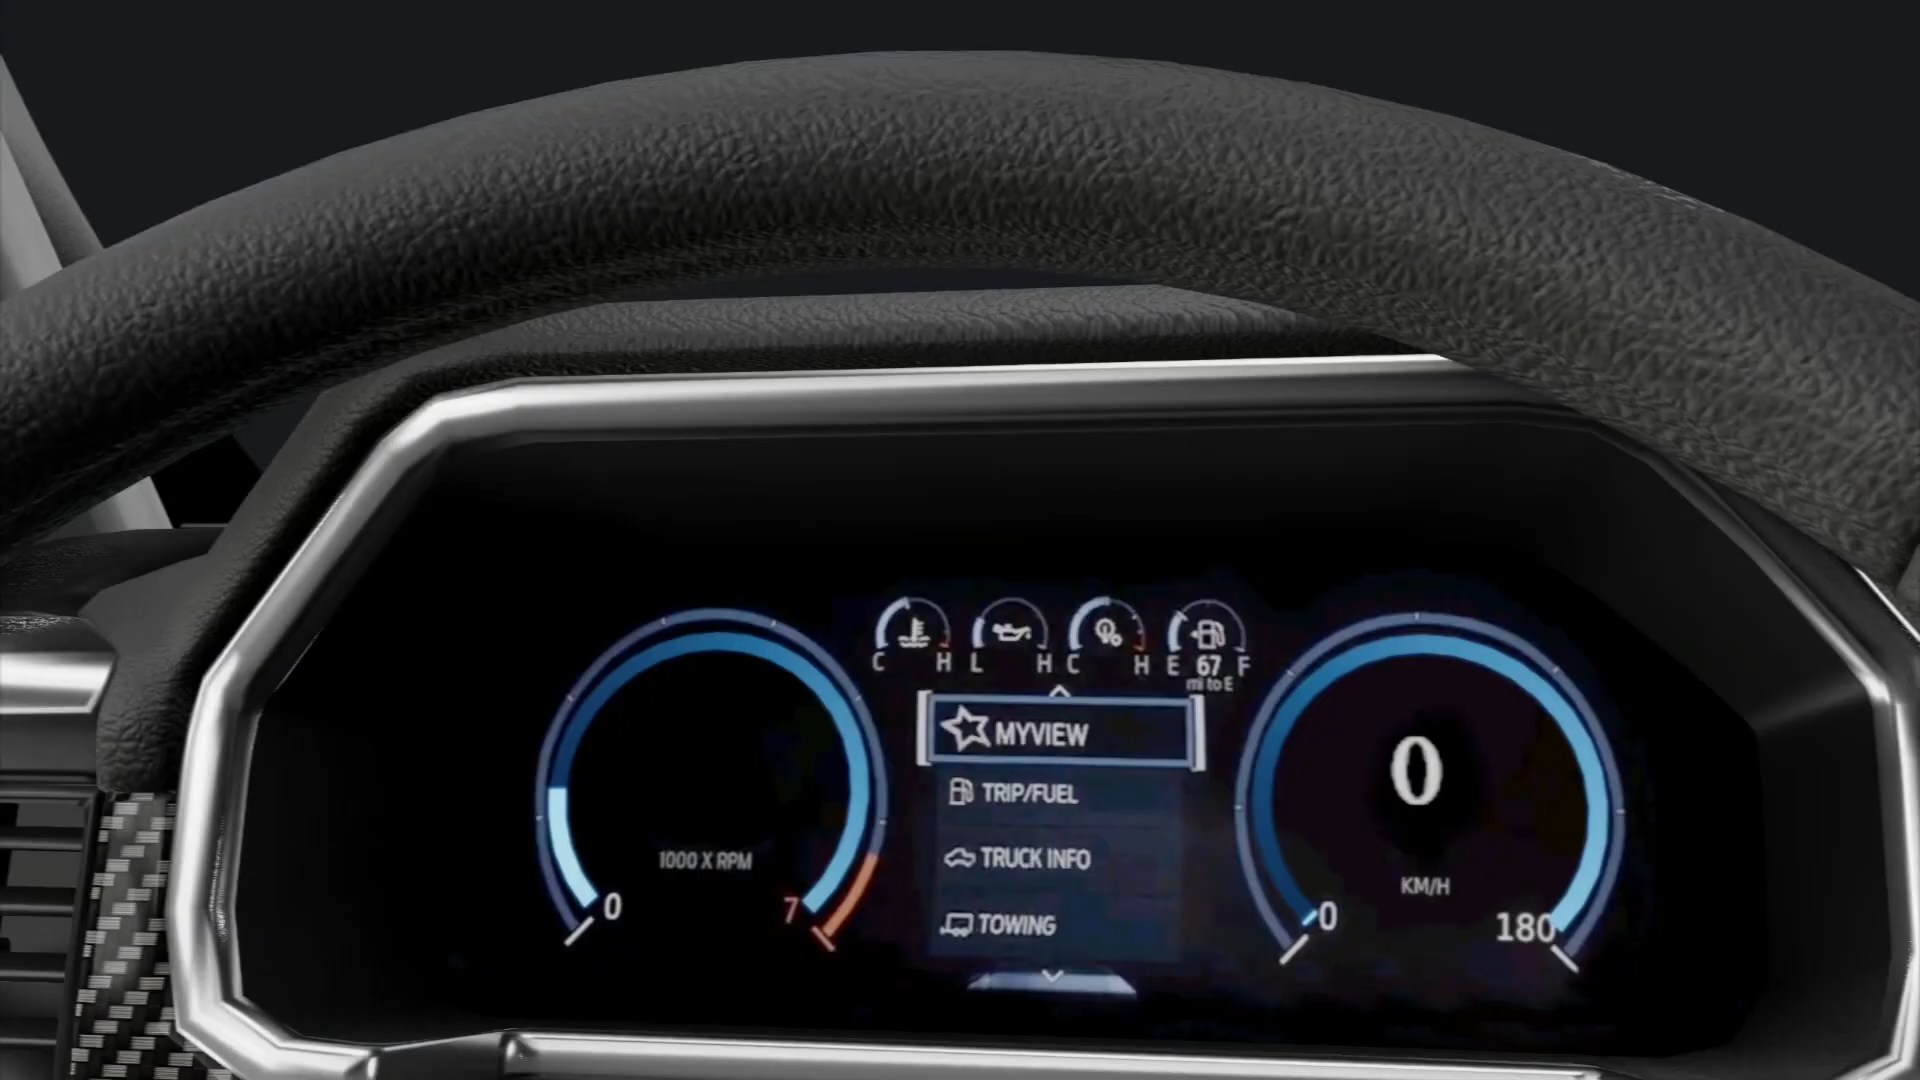 C H L H C H E 67 F
mi to E
MYVIEW
TRIP/FUEL
TRUCK INFO
TOWING
1000 X RPM
0
7
0
KM/H
0
180